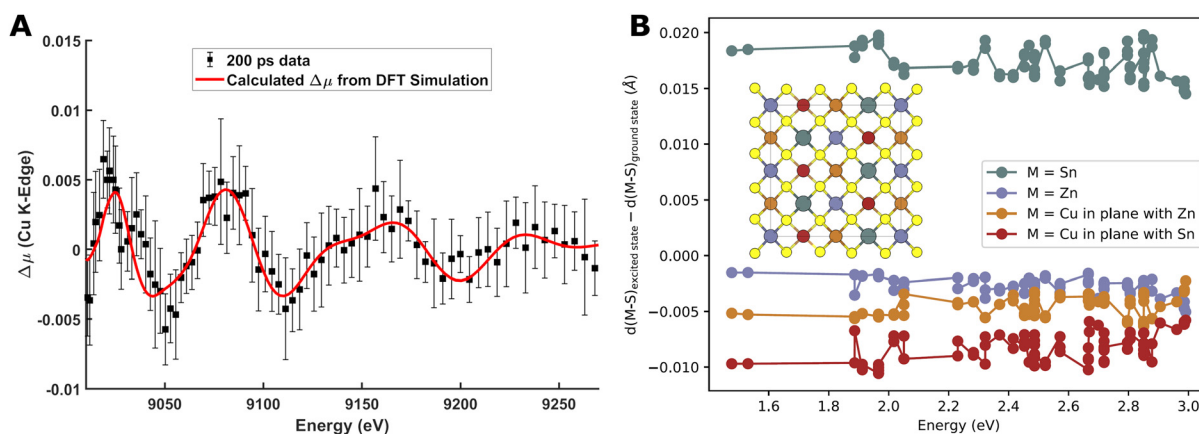 A
0.015
0.01
0.005
0
-0.005
-0.01
Δμ (Cu K-Edge)
200 ps data
Calculated Δμ from DFT Simulation
9050
9100
9150
9200
9250
Energy (eV)
B
0.020
0.015
0.010
0.005
0.000
−0.005
−0.010
d(M-S)excited state − d(M-S)ground state (Å)
M = Sn
M = Zn
M = Cu in plane with Zn
M = Cu in plane with Sn
1.6
1.8
2.0
2.2
2.4
2.6
2.8
3.0
Energy (eV)